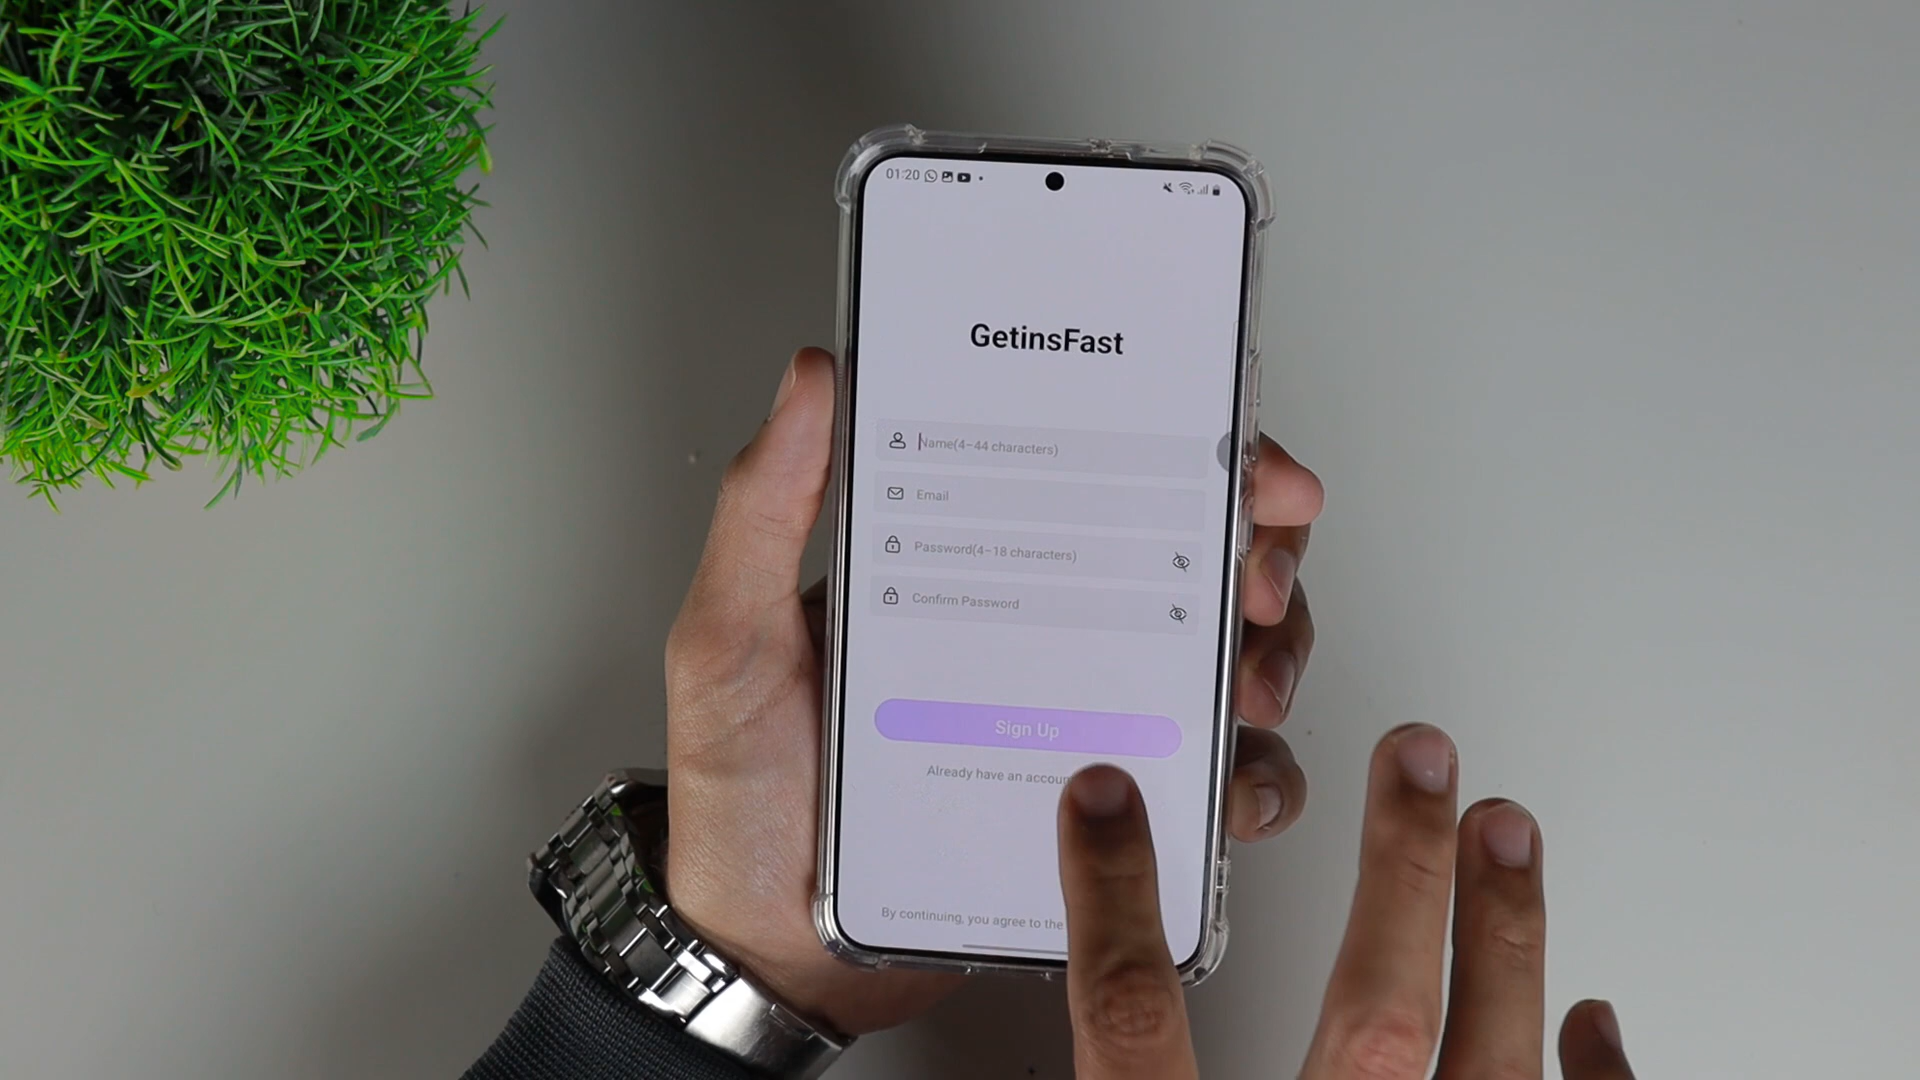 01:20
GetinsFast
Name(4-44 characters)
Email
Password(4-18 characters)
Confirm Password
Sign Up
Already have an accoun
By continuing, you agree to the